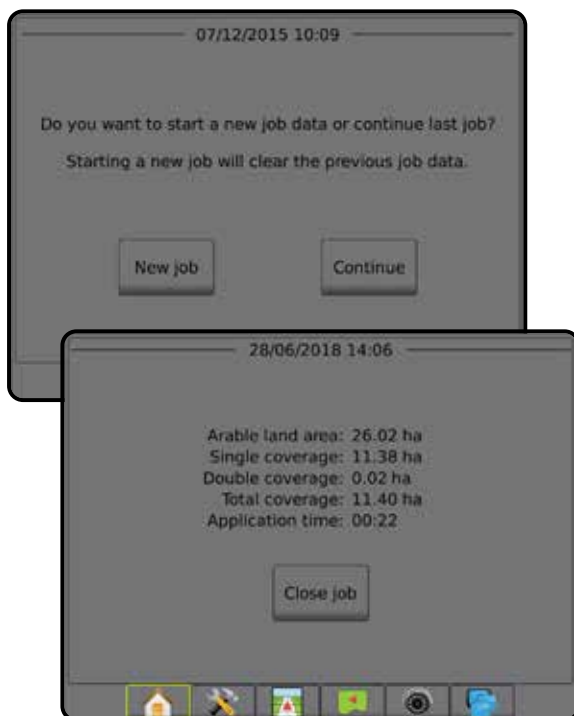 07/12/2015 10:09
Do you want to start a new job data or continue last job?
Starting a new job will clear the previous job data.
New job
Continue
28/06/2018 14:06
Arable land area: 26.02 ha
Single coverage: 11.38 ha
Double coverage: 0.02 ha
Total coverage: 11.40 ha
Application time: 00:22
Close job